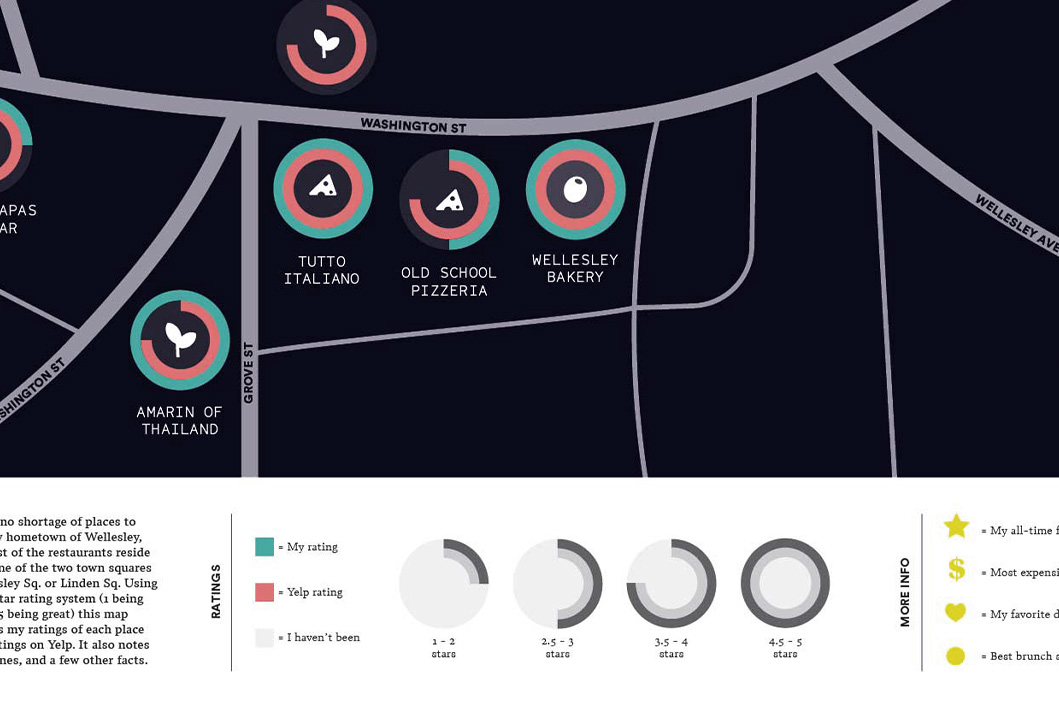 WASHINGTON ST
APAS
AR
TUTTO
ITALIANO
OLD SCHOOL
PIZZERIA
WELLESLEY
BAKERY
WELLESLEY AVE
SHINGTON ST
GROVE ST
AMARIN OF
THAILAND
no shortage of places to
y hometown of Wellesley,
st of the restaurants reside
ne of the two town squares
sley Sq. or Linden Sq. Using
tar rating system (1 being
5 being great) this map
s my ratings of each place
tings on Yelp. It also notes
nes, and a few other facts.
RATINGS
= My rating
= Yelp rating
= I haven't been
1 - 2
stars
2.5 - 3
stars
3.5 - 4
stars
4.5 - 5
stars
MORE INFO
= My all-time f
$
= Most expensi
= My favorite d
= Best brunch s